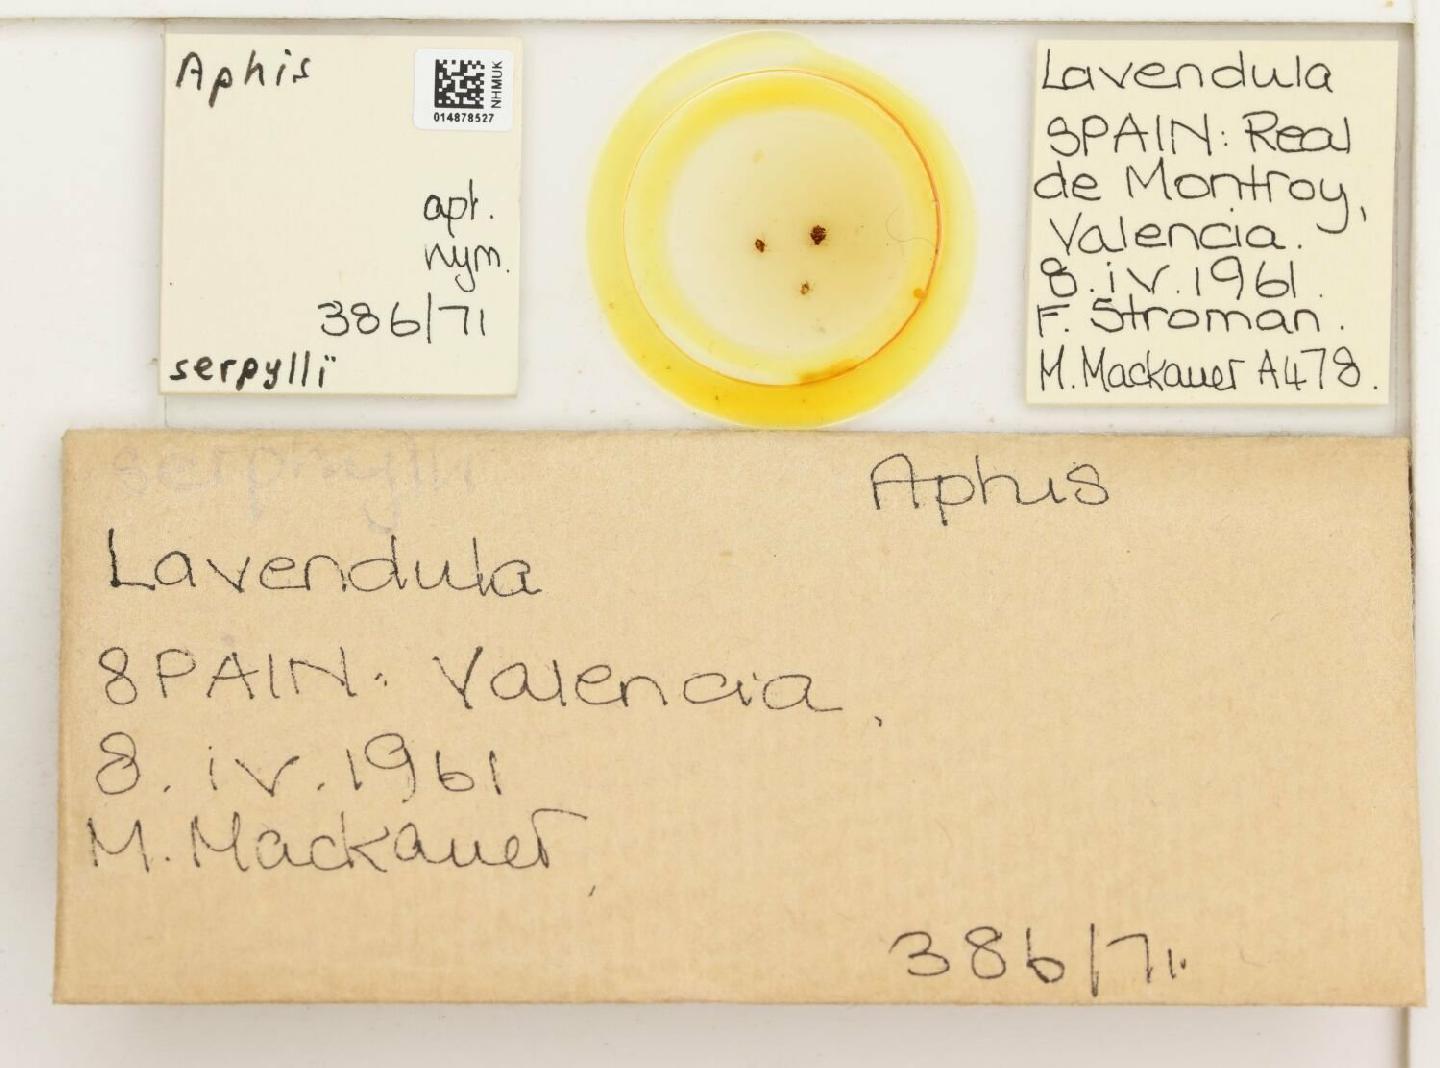 Aphis
NHMUK
014878527
apt.
nym.
386/71
serpylli
Lavendula
SPAIN: Real
de Montroy,
Valencia.
8.iv.1961.
F. Stroman.
M. Mackauer A478.
serpylli
Aphis
Lavendula
SPAIN: Valencia.
8.iv.1961
M. Mackauer,
386/71.